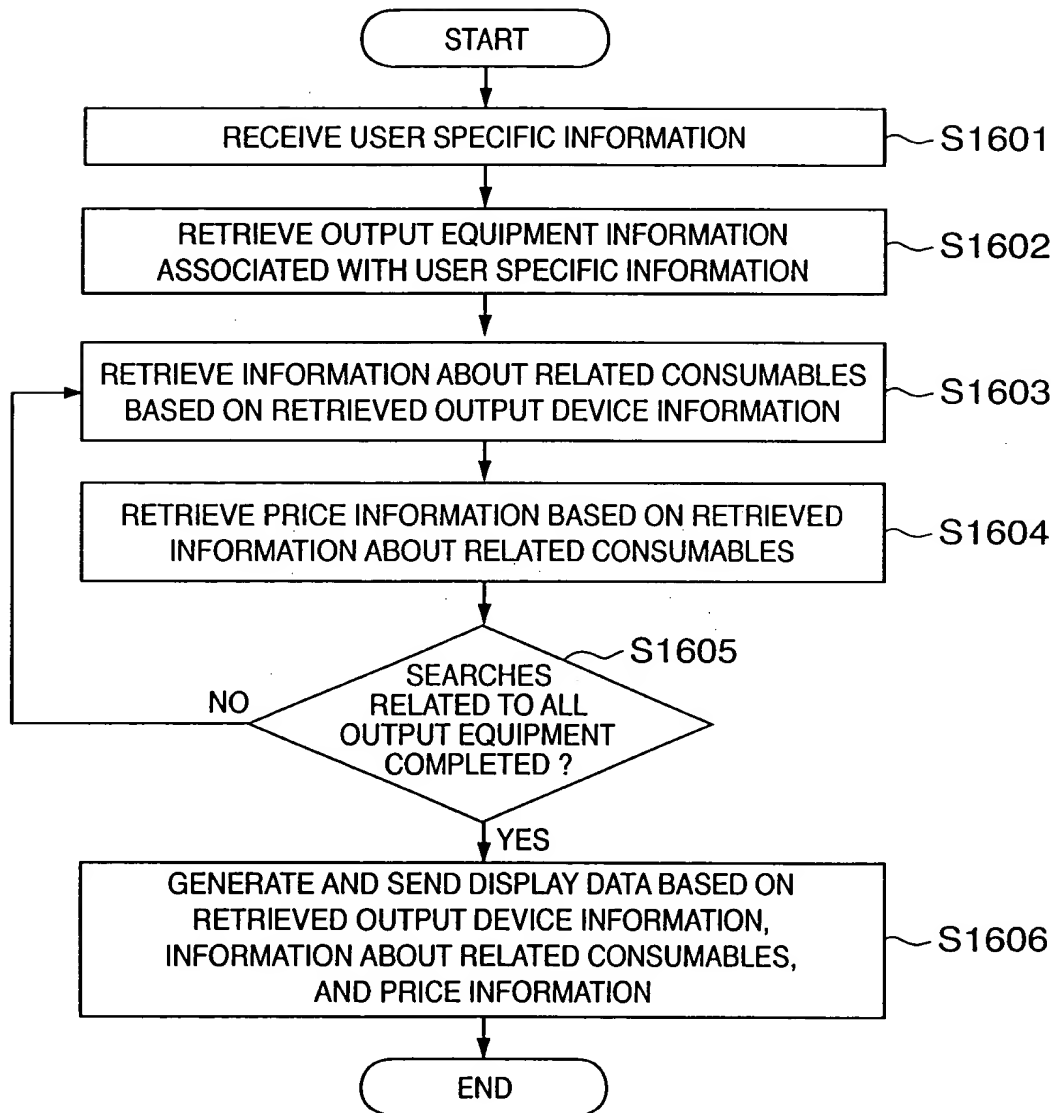 START
RECEIVE USER SPECIFIC INFORMATION
S1601
RETRIEVE OUTPUT EQUIPMENT INFORMATION
ASSOCIATED WITH USER SPECIFIC INFORMATION
S1602
RETRIEVE INFORMATION ABOUT RELATED CONSUMABLES
BASED ON RETRIEVED OUTPUT DEVICE INFORMATION
S1603
RETRIEVE PRICE INFORMATION BASED ON RETRIEVED
INFORMATION ABOUT RELATED CONSUMABLES
S1604
S1605
SEARCHES
RELATED TO ALL
OUTPUT EQUIPMENT
COMPLETED ?
NO
YES
GENERATE AND SEND DISPLAY DATA BASED ON
RETRIEVED OUTPUT DEVICE INFORMATION,
INFORMATION ABOUT RELATED CONSUMABLES,
AND PRICE INFORMATION
S1606
END